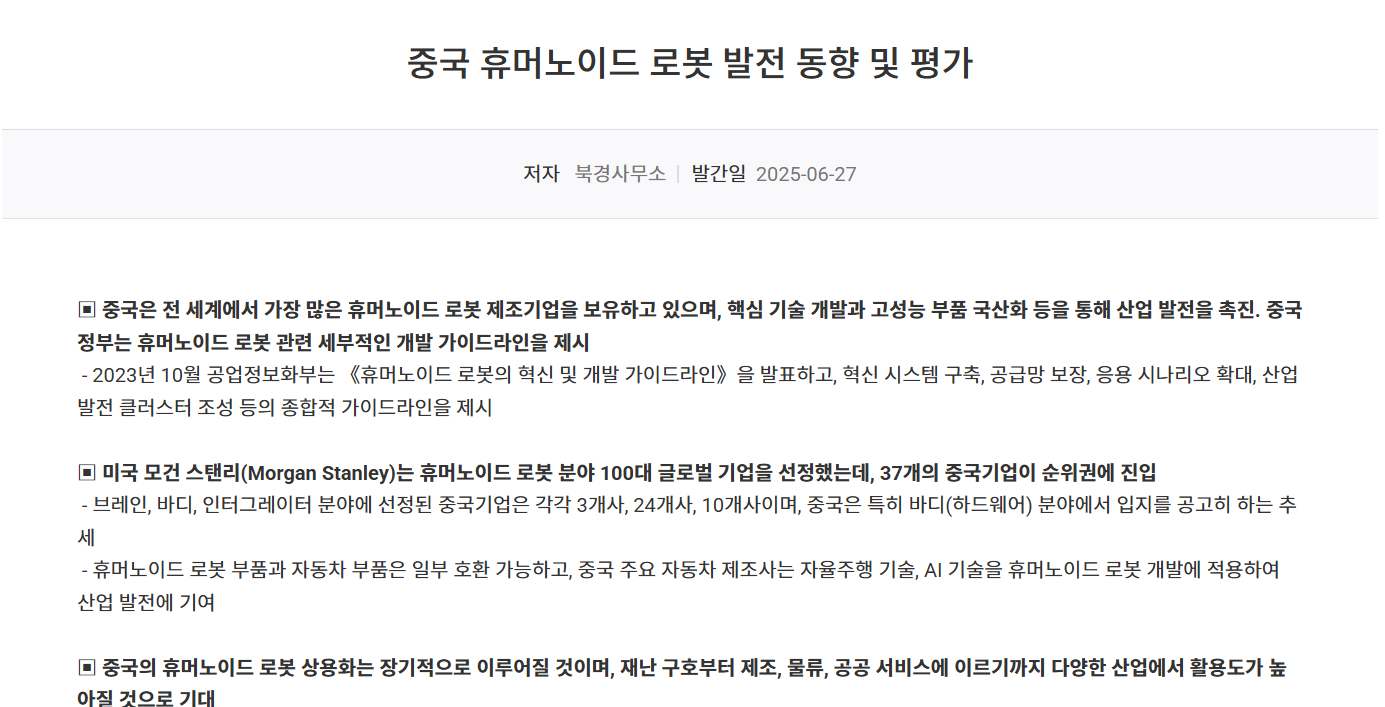 중국 휴머노이드 로봇 발전 동향 및 평가
저자 북경사무소 | 발간일 2025-06-27
▣ 중국은 전 세계에서 가장 많은 휴머노이드 로봇 제조기업을 보유하고 있으며, 핵심 기술 개발과 고성능 부품 국산화 등을 통해 산업 발전을 촉진. 중국
정부는 휴머노이드 로봇 관련 세부적인 개발 가이드라인을 제시
- 2023년 10월 공업정보화부는 《휴머노이드 로봇의 혁신 및 개발 가이드라인》을 발표하고, 혁신 시스템 구축, 공급망 보장, 응용 시나리오 확대, 산업
발전 클러스터 조성 등의 종합적 가이드라인을 제시
▣ 미국 모건 스탠리(Morgan Stanley)는 휴머노이드 로봇 분야 100대 글로벌 기업을 선정했는데, 37개의 중국기업이 순위권에 진입
- 브레인, 바디, 인터그레이터 분야에 선정된 중국기업은 각각 3개사, 24개사, 10개사이며, 중국은 특히 바디(하드웨어) 분야에서 입지를 공고히 하는 추
세
- 휴머노이드 로봇 부품과 자동차 부품은 일부 호환 가능하고, 중국 주요 자동차 제조사는 자율주행 기술, AI 기술을 휴머노이드 로봇 개발에 적용하여
산업 발전에 기여
▣ 중국의 휴머노이드 로봇 상용화는 장기적으로 이루어질 것이며, 재난 구호부터 제조, 물류, 공공 서비스에 이르기까지 다양한 산업에서 활용도가 높
아질 것으로 기대